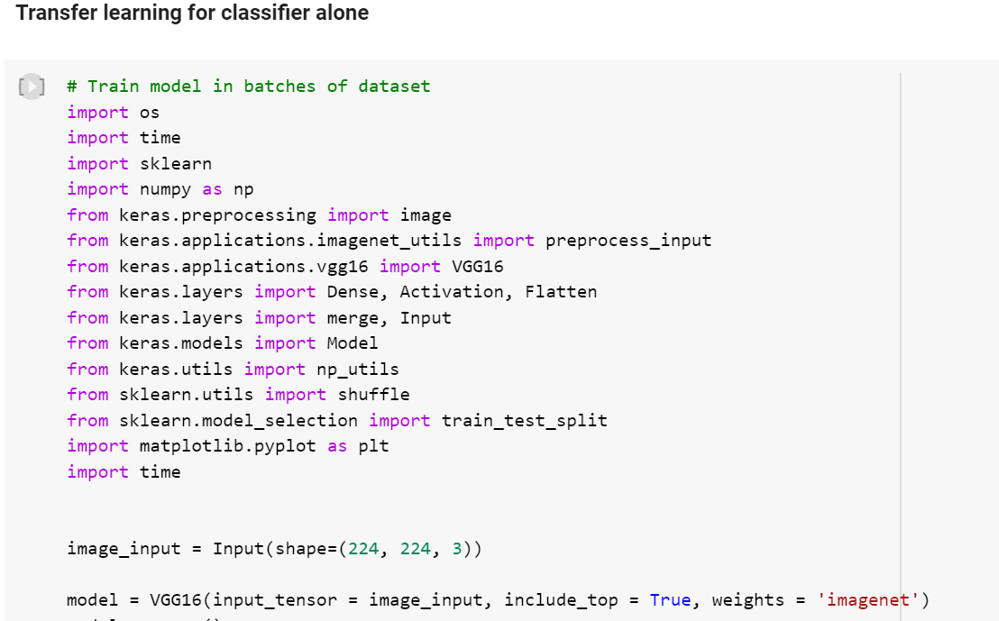 Transfer learning for classifier alone
# Train model in batches of dataset
import os
import time
import sklearn
import numpy as np
from keras.preprocessing import image
from keras.applications.imagenet_utils import preprocess_input
from keras.applications.vgg16 import VGG16
from keras.layers import Dense, Activation, Flatten
from keras.layers import merge, Input
from keras.models import Model
from keras.utils import np_utils
from sklearn.utils import shuffle
from sklearn.model_selection import train_test_split
import matplotlib.pyplot as plt
import time
image_input = Input(shape=(224, 224, 3))
model = VGG16(input_tensor = image_input, include_top = True, weights = 'imagenet')